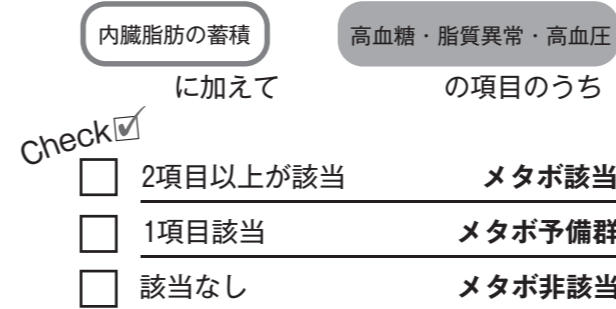 内臓脂肪の蓄積 高血糖・脂質異常・高血圧
に加えて の項目のうち
Check
2項目以上が該当 メタボ該当
1項目該当 メタボ予備群
該当なし メタボ非該当